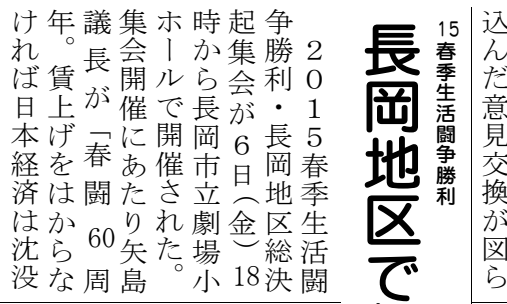 込んだ意見交換が図ら
15春季生活闘争勝利
長岡地区で
2015春季生活闘
争勝利・長岡地区総決
起集会が6日(金)18
時から長岡市立劇場小
ホールで開催された。
集会開催にあたり矢島
議長が「春闘60周
年。賃上げをはからな
ければ日本経済は沈没